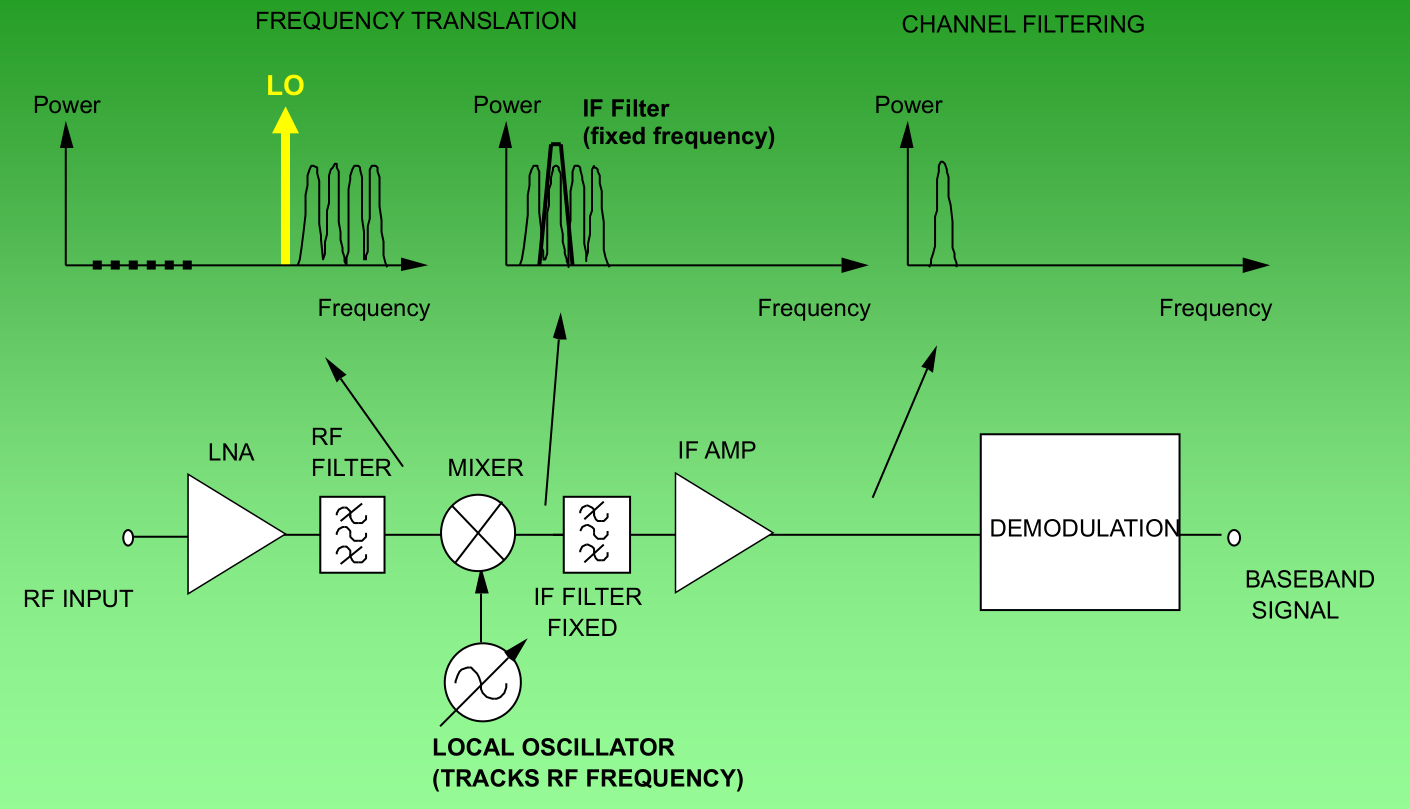 FREQUENCY TRANSLATION
CHANNEL FILTERING
LO
Power
Power
IF Filter
(fixed frequency)
Power
Frequency
Frequency
Frequency
LNA
RF
FILTER
MIXER
IF AMP
DEMODULATION
RF INPUT
IF FILTER
FIXED
BASEBAND
SIGNAL
LOCAL OSCILLATOR
(TRACKS RF FREQUENCY)